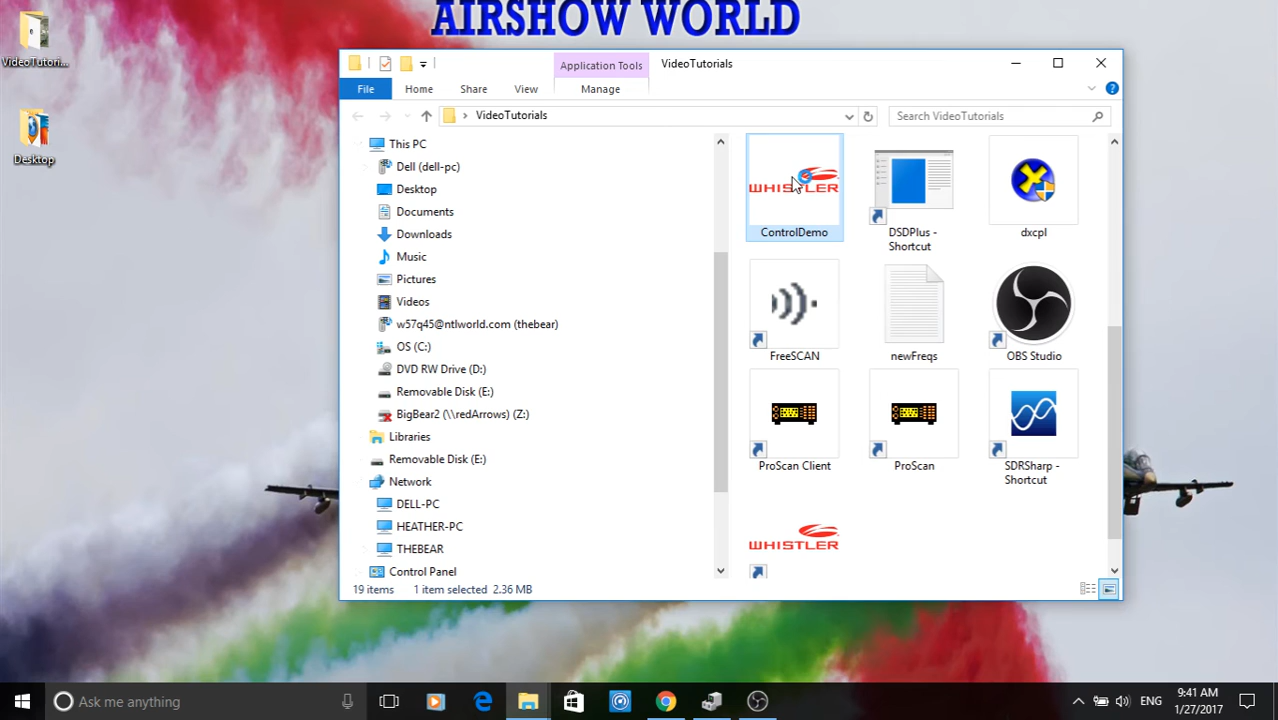 AIRSHOW WORLD
VideoTutori...
Desktop
Application Tools
VideoTutorials
File
Home
Share
View
Manage
VideoTutorials
Search VideoTutorials
This PC
Dell (dell-pc)
Desktop
Documents
Downloads
Music
Pictures
Videos
w57q45@ntlworld.com (thebear)
OS (C:)
DVD RW Drive (D:)
Removable Disk (E:)
BigBear2 (\\redArrows) (Z:)
Libraries
Removable Disk (E:)
Network
DELL-PC
HEATHER-PC
THEBEAR
Control Panel
WHISTLER
ControlDemo
DSDPlus -
Shortcut
dxcpl
FreeSCAN
newFreqs
OBS Studio
ProScan Client
ProScan
SDRSharp -
Shortcut
WHISTLER
19 items
1 item selected 2.36 MB
Ask me anything
ENG
9:41 AM
1/27/2017